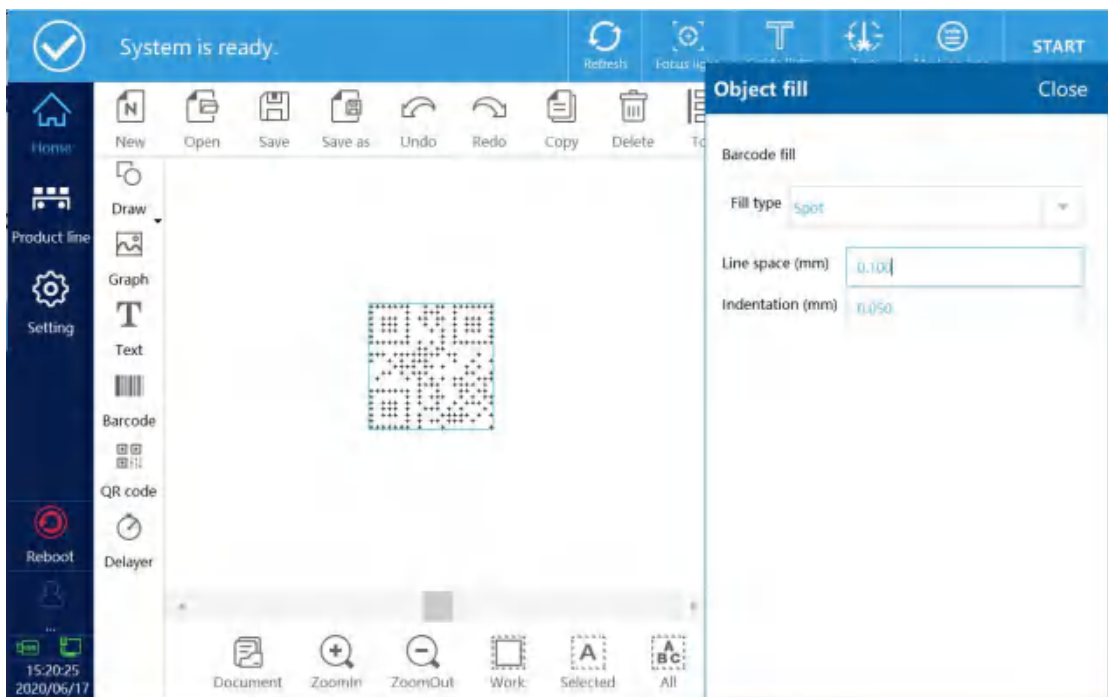 System is ready.
Refresh
START
Object fill
Close
Home
Product line
Setting
Reboot
...
15:20:25
2020/06/17
N
New
Open
Save
Save as
Undo
Redo
Copy
Delete
Draw
Graph
T
Text
Barcode
QR code
Delayer
Barcode fill
Fill type
Spot
Line space (mm)
0.100
Indentation (mm)
0.050
Document
ZoomIn
ZoomOut
Work
A
Selected
A
BC
All